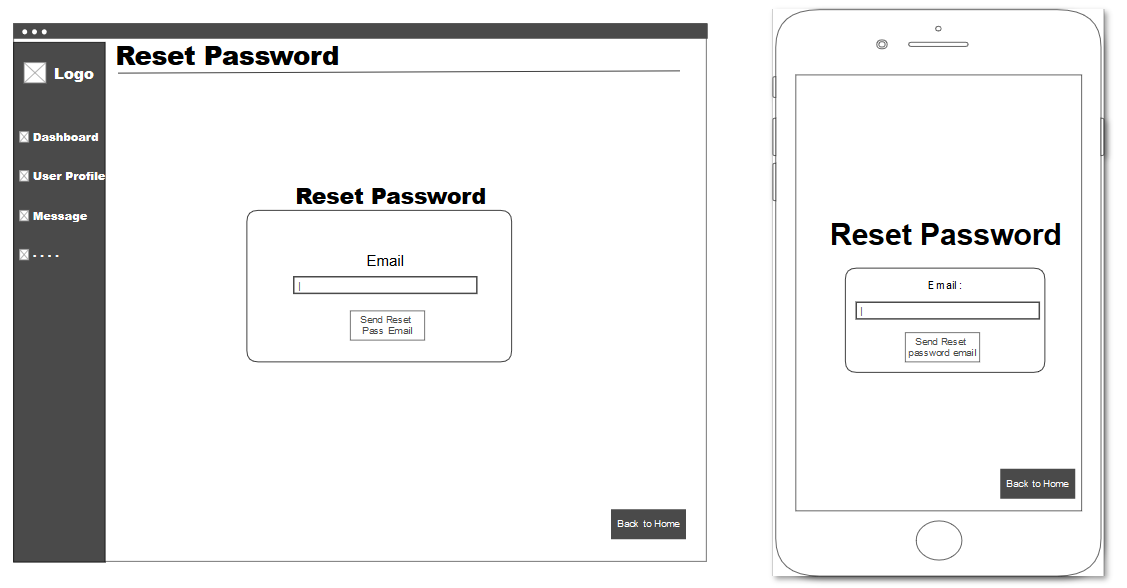 Reset Password
Logo
Dashboard
User Profile
Message
- - - -
Reset Password
Email
Send Reset
Pass Email
Back to Home
Reset Password
Email:
Send Reset
password email
Back to Home